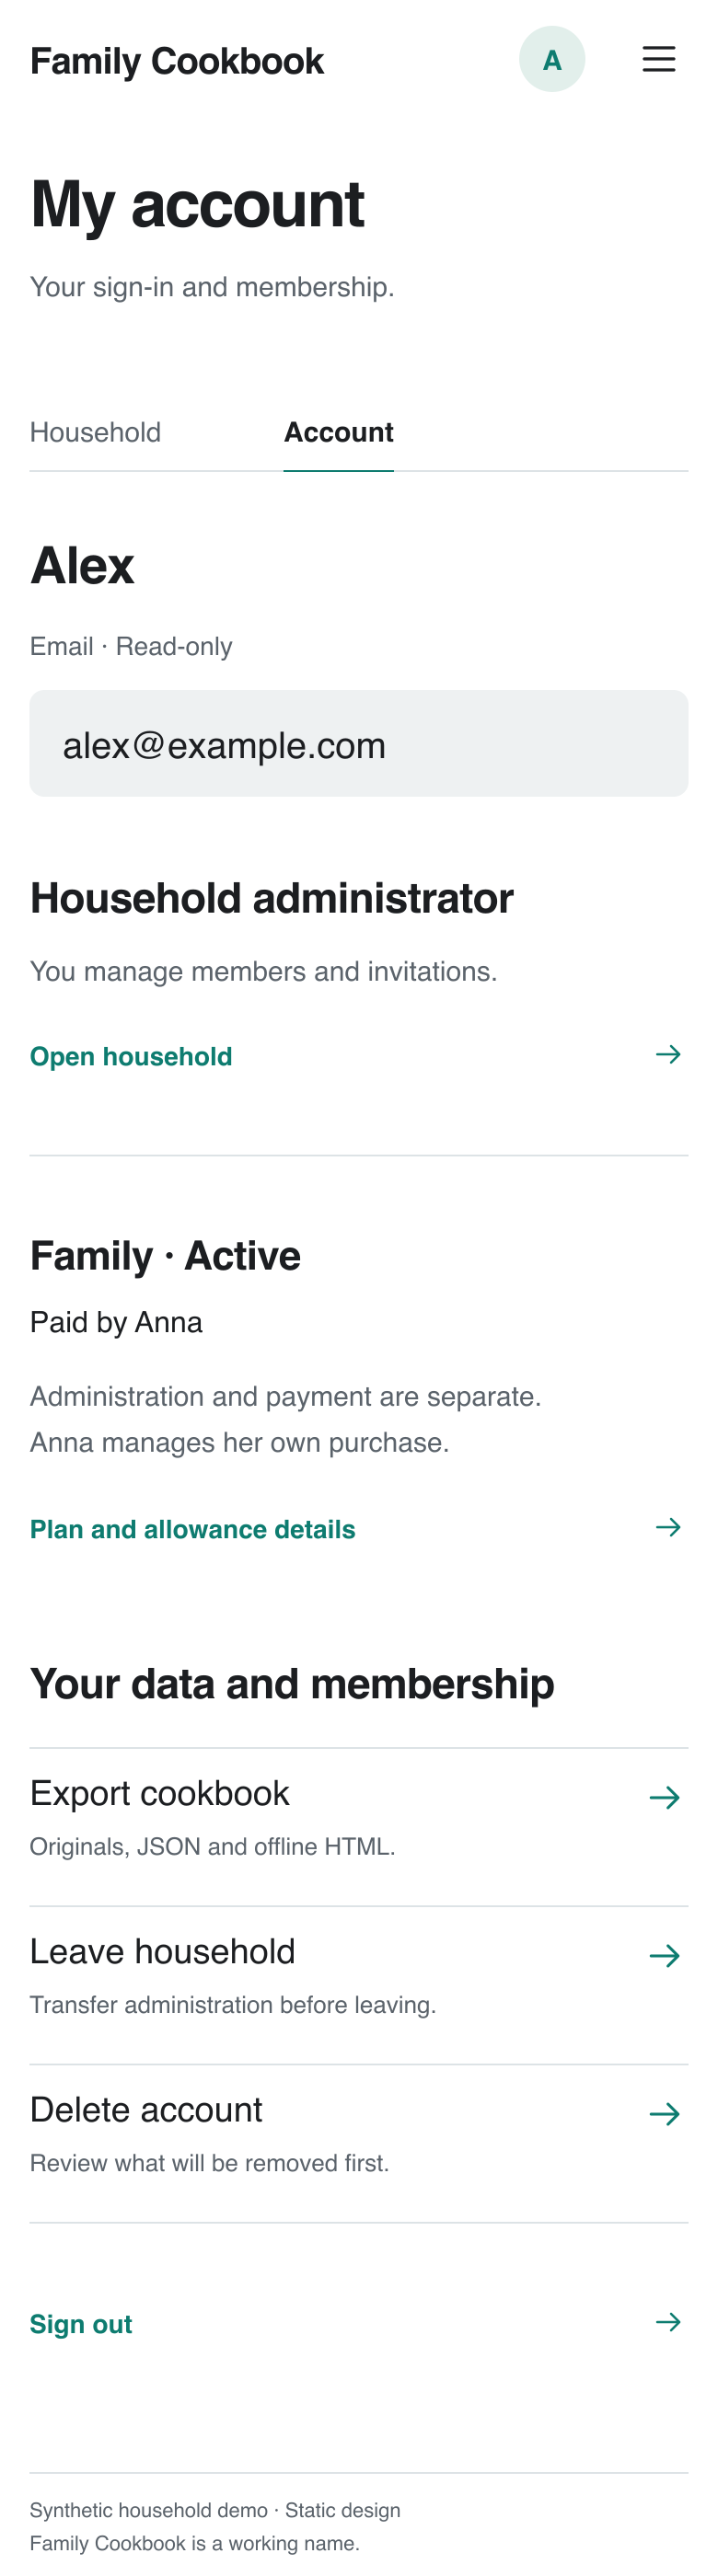 Family Cookbook
A
My account
Your sign-in and membership.
Household
Account
Alex
Email · Read-only
alex@example.com
Household administrator
You manage members and invitations.
Open household
Family · Active
Paid by Anna
Administration and payment are separate.
Anna manages her own purchase.
Plan and allowance details
Your data and membership
Export cookbook
Originals, JSON and offline HTML.
Leave household
Transfer administration before leaving.
Delete account
Review what will be removed first.
Sign out
Synthetic household demo · Static design
Family Cookbook is a working name.